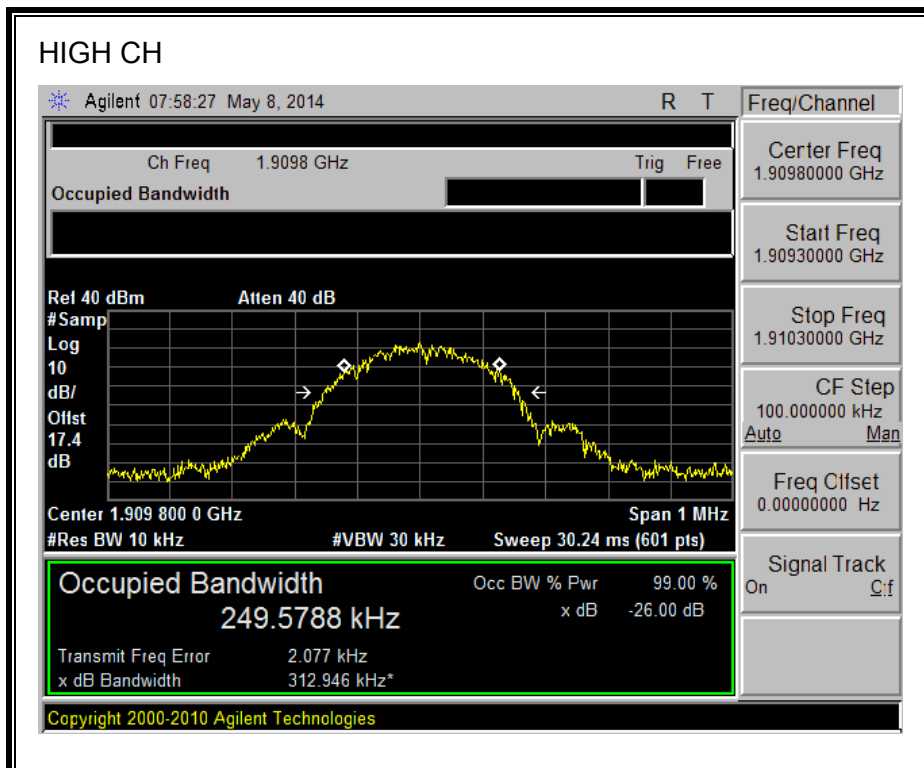 HIGH CH
Agilent 07:58:27 May 8, 2014 R T
Freq/Channel
Ch Freq 1.9098 GHz Trig Free
Occupied Bandwidth
Center Freq
1.90980000 GHz
Start Freq
1.90930000 GHz
Stop Freq
1.91030000 GHz
CF Step
100.000000 kHz
Auto Man
Freq Offset
0.00000000 Hz
Signal Track
On Off
Ref 40 dBm Atten 40 dB
#Samp
Log
10
dB/
Offst
17.4
dB
Center 1.909 800 0 GHz Span 1 MHz
#Res BW 10 kHz #VBW 30 kHz Sweep 30.24 ms (601 pts)
Occupied Bandwidth
249.5788 kHz
Occ BW % Pwr 99.00 %
x dB -26.00 dB
Transmit Freq Error 2.077 kHz
x dB Bandwidth 312.946 kHz*
Copyright 2000-2010 Agilent Technologies